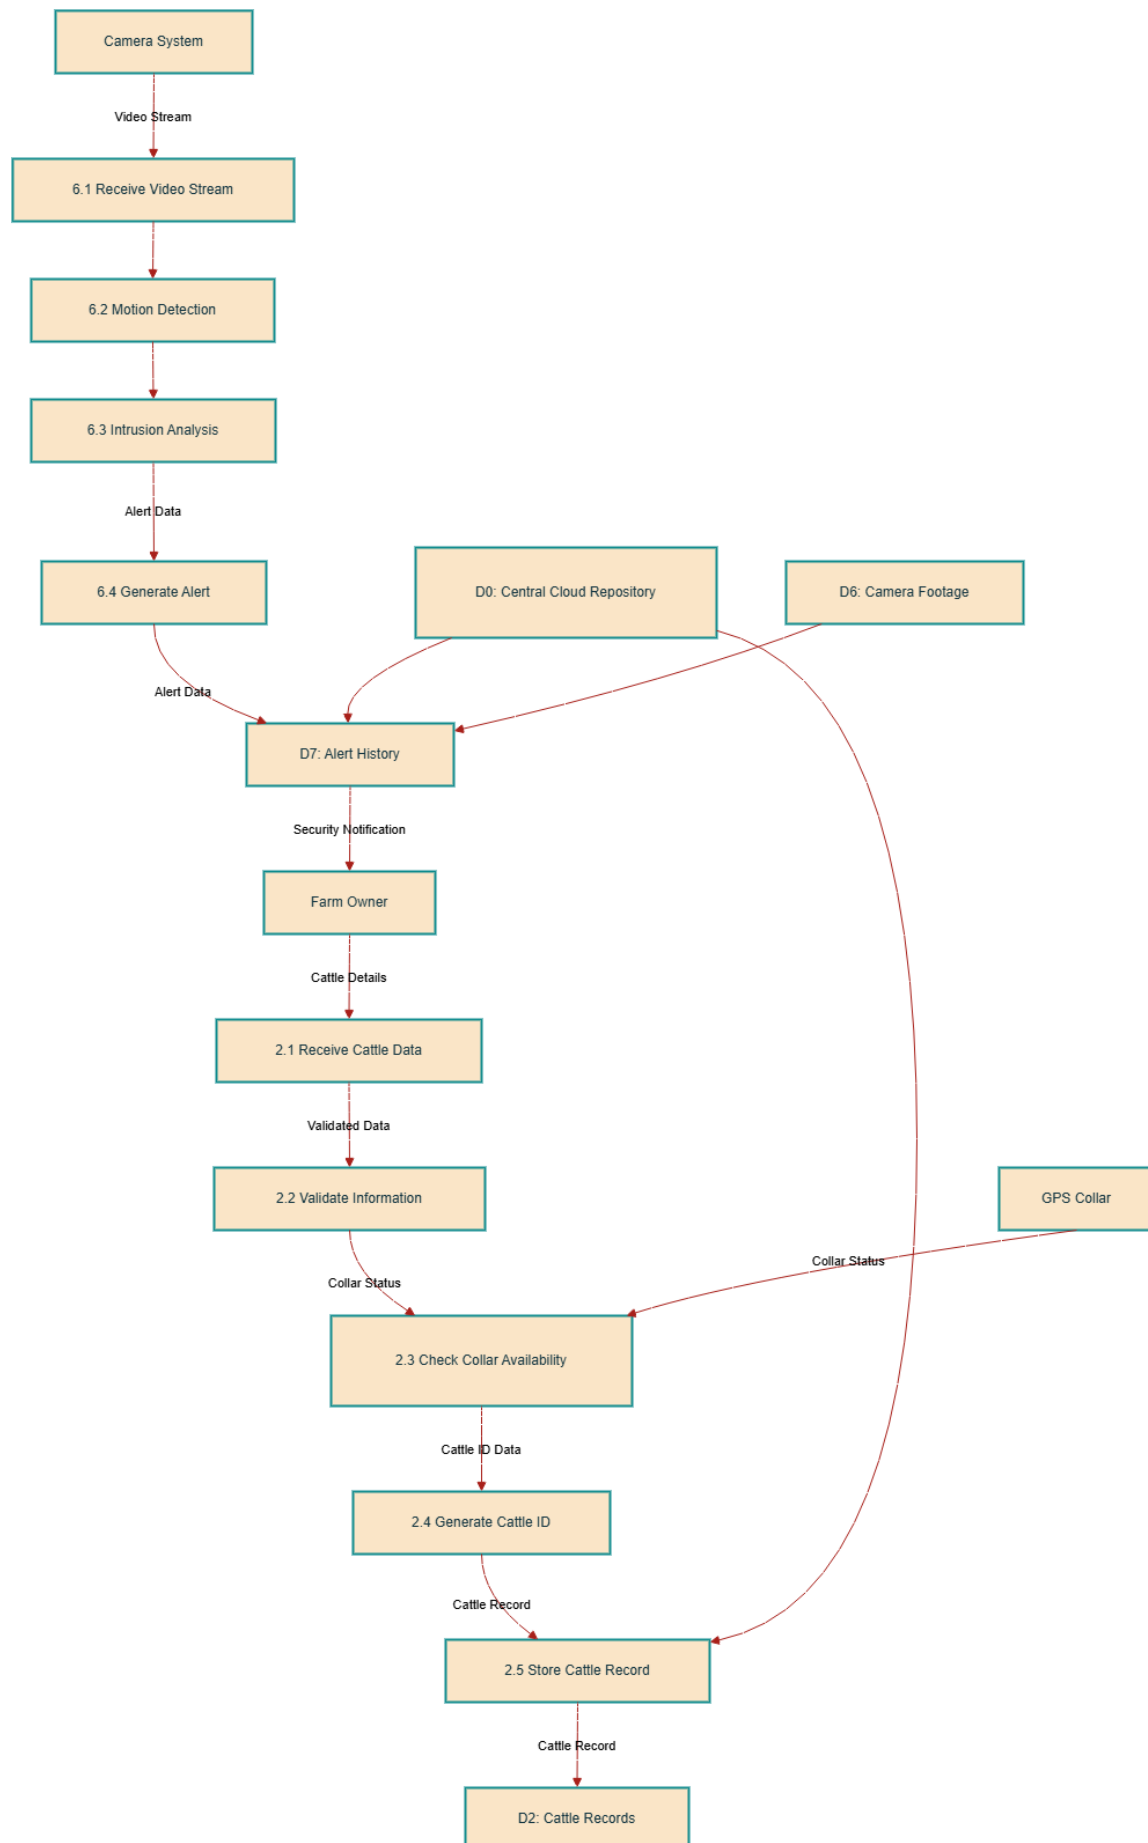 Camera System
Video Stream
6.1 Receive Video Stream
6.2 Motion Detection
6.3 Intrusion Analysis
Alert Data
6.4 Generate Alert
D0: Central Cloud Repository
D6: Camera Footage
Alert Data
D7: Alert History
Security Notification
Farm Owner
Cattle Details
2.1 Receive Cattle Data
Validated Data
2.2 Validate Information
GPS Collar
Collar Status
Collar Status
2.3 Check Collar Availability
Cattle ID Data
2.4 Generate Cattle ID
Cattle Record
2.5 Store Cattle Record
Cattle Record
D2: Cattle Records